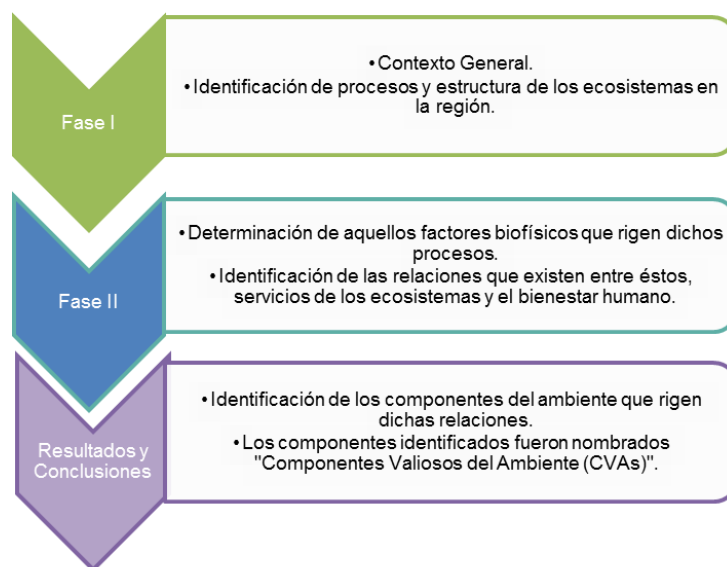 Fase I
• Contexto General.
• Identificación de procesos y estructura de los ecosistemas en
la región.
Fase II
• Determinación de aquellos factores biofísicos que rigen dichos
procesos.
• Identificación de las relaciones que existen entre éstos,
servicios de los ecosistemas y el bienestar humano.
Resultados y
Conclusiones
• Identificación de los componentes del ambiente que rigen
dichas relaciones.
• Los componentes identificados fueron nombrados
"Componentes Valiosos del Ambiente (CVAs)".